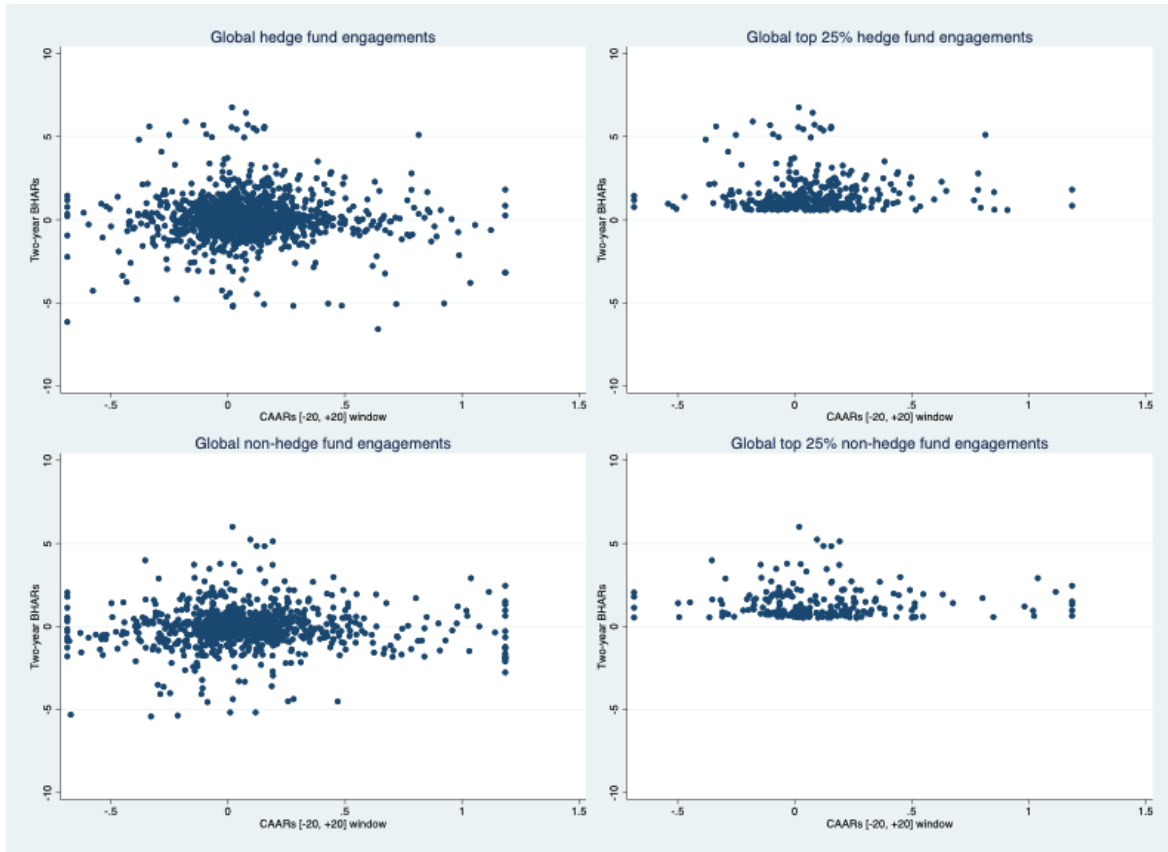 Global hedge fund engagements
10
5
0
-5
-10
Two-year BHARs
-.5 0 .5 1 1.5
CAARs [-20, +20] window
Global top 25% hedge fund engagements
10
5
0
-5
-10
Two-year BHARs
-.5 0 .5 1 1.5
CAARs [-20, +20] window
Global non-hedge fund engagements
10
5
0
-5
-10
Two-year BHARs
-.5 0 .5 1 1.5
CAARs [-20, +20] window
Global top 25% non-hedge fund engagements
10
5
0
-5
-10
Two-year BHARs
-.5 0 .5 1 1.5
CAARs [-20, +20] window